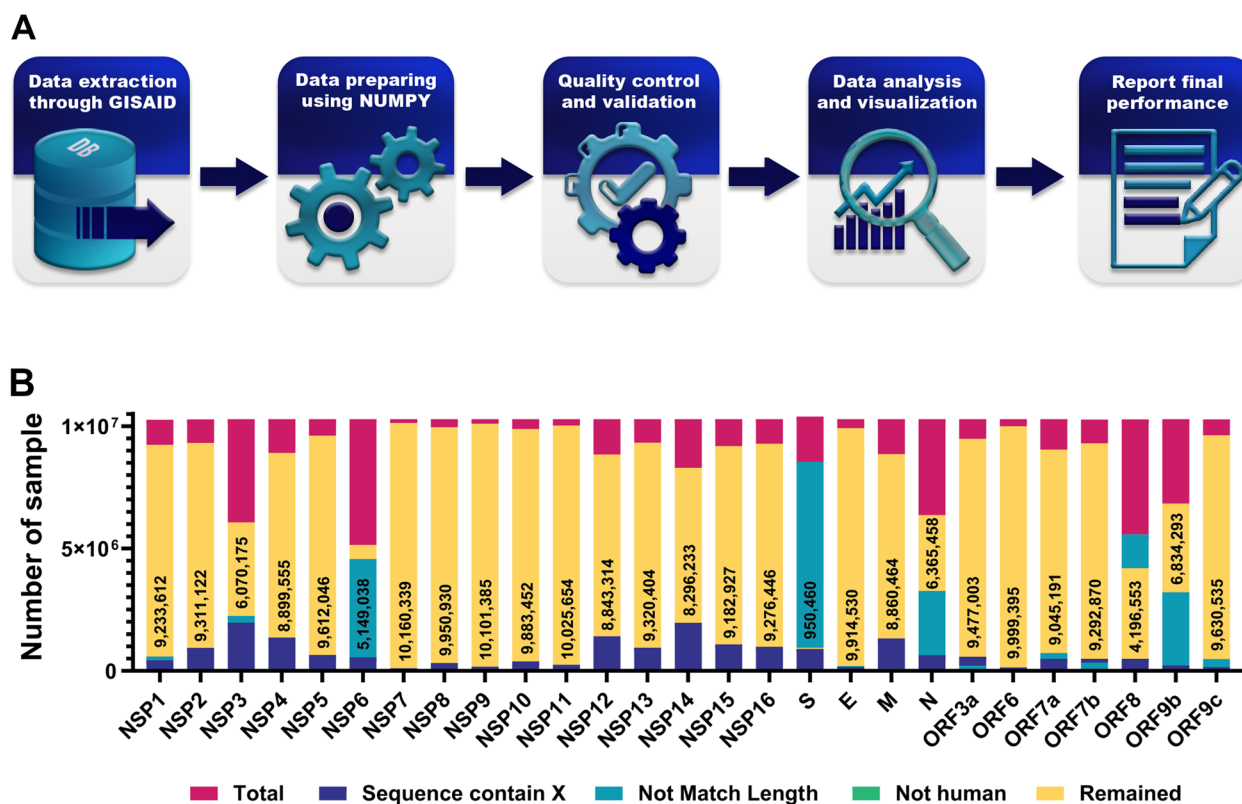 A
Data extraction
through GISAID
Data preparing
using NUMPY
Quality control
and validation
Data analysis
and visualization
Report final
performance
DB
B
Number of sample
1×10⁷
5×10⁶
0
9,233,612
9,311,122
6,070,175
8,899,555
9,612,046
5,149,038
10,160,339
9,950,930
10,101,385
9,883,452
10,025,654
8,843,314
9,320,404
8,296,233
9,182,927
9,276,446
950,460
9,914,530
8,860,464
6,365,458
9,477,003
9,999,395
9,045,191
9,292,870
4,196,553
6,834,293
9,630,535
NSP1
NSP2
NSP3
NSP4
NSP5
NSP6
NSP7
NSP8
NSP9
NSP10
NSP11
NSP12
NSP13
NSP14
NSP15
NSP16
S
E
M
N
ORF3a
ORF6
ORF7a
ORF7b
ORF8
ORF9b
ORF9c
Total
Sequence contain X
Not Match Length
Not human
Remained